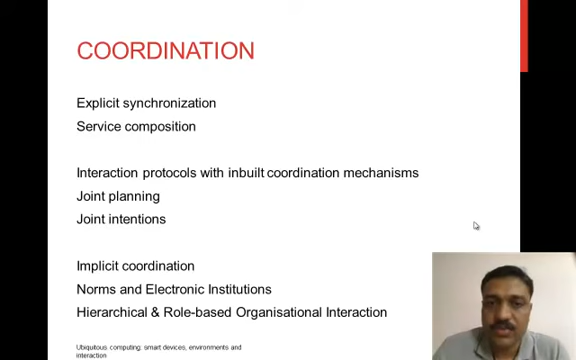 COORDINATION
Explicit synchronization
Service composition
Interaction protocols with inbuilt coordination mechanisms
Joint planning
Joint intentions
Implicit coordination
Norms and Electronic Institutions
Hierarchical & Role-based Organisational Interaction
Ubiquitous computing: smart devices, environments and
interaction